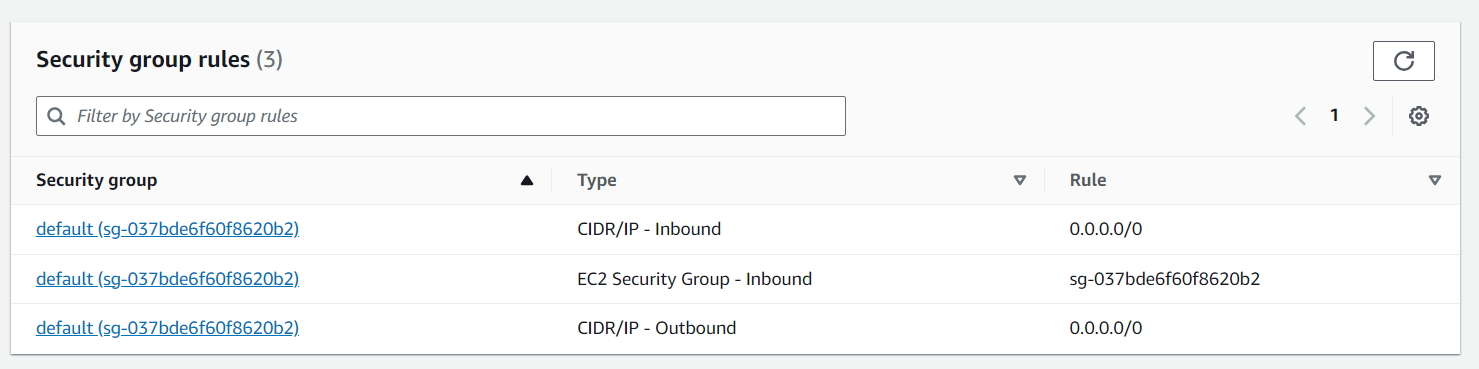 Security group rules (3)
Filter by Security group rules
1
Security group Type Rule
default (sg-037bde6f60f8620b2) CIDR/IP - Inbound 0.0.0.0/0
default (sg-037bde6f60f8620b2) EC2 Security Group - Inbound sg-037bde6f60f8620b2
default (sg-037bde6f60f8620b2) CIDR/IP - Outbound 0.0.0.0/0